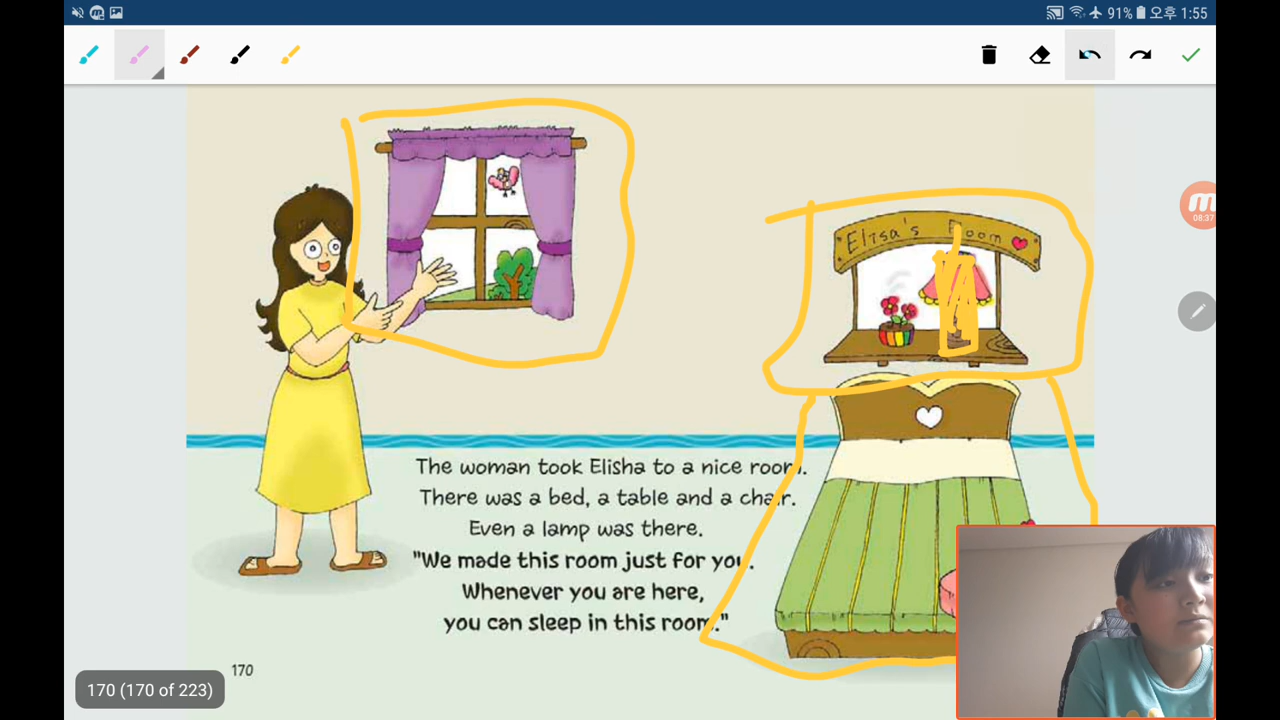 91% 오후 1:55
08:37
Elisa's Room
The woman took Elisha to a nice room.
There was a bed, a table and a chair.
Even a lamp was there.
"We made this room just for you.
Whenever you are here,
you can sleep in this room."
170
170 (170 of 223)